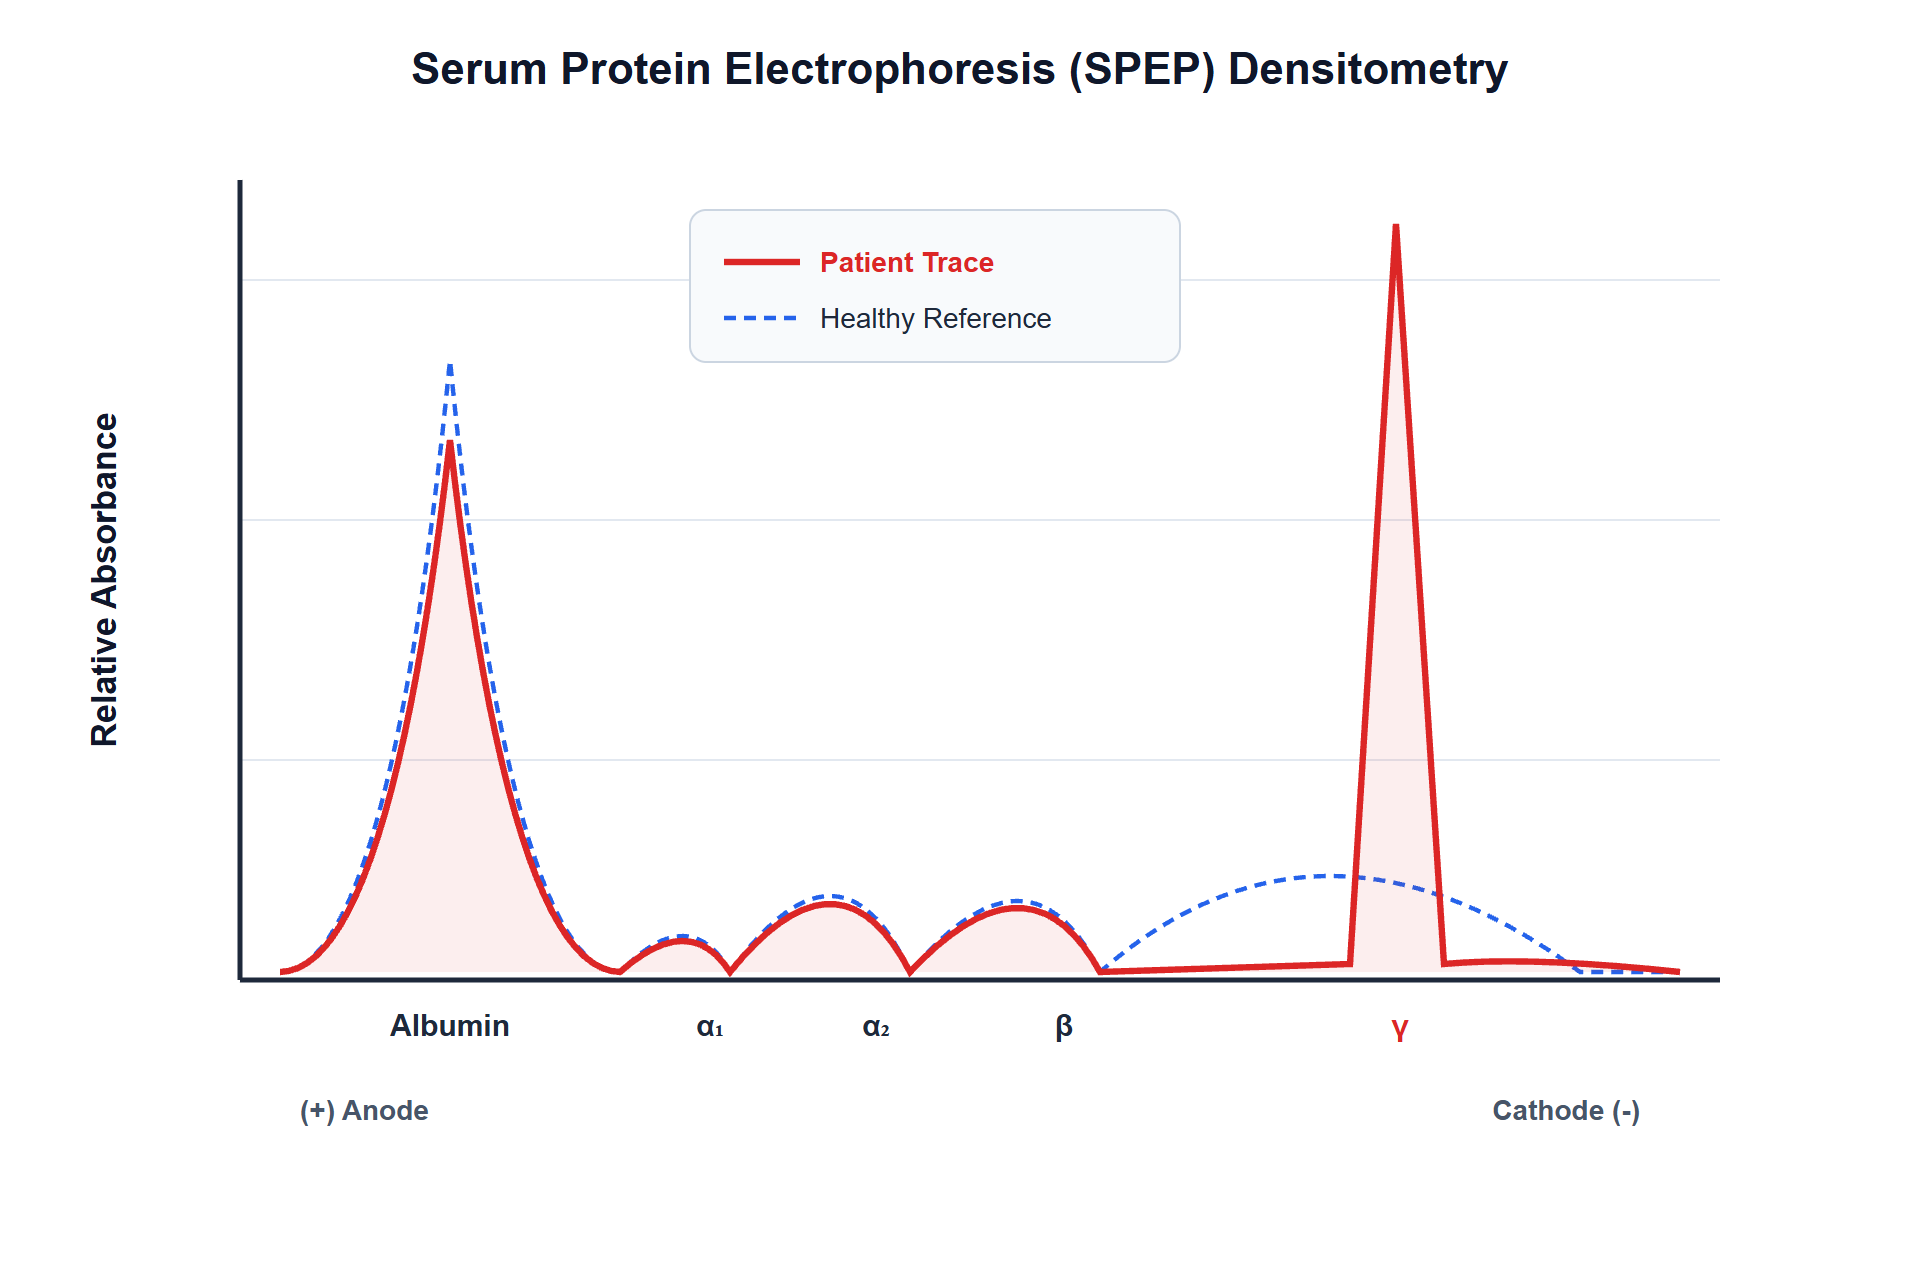 Serum Protein Electrophoresis (SPEP) Densitometry
Patient Trace
Healthy Reference
Relative Absorbance
Albumin α₁ α₂ β γ
(+) Anode Cathode (-)